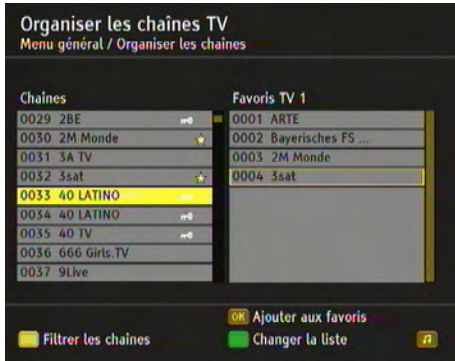 Organiser les chaînes TV
Menu général / Organiser les chaînes
Chaines
0029 2BE
0030 2M Monde
0031 3A TV
0032 3sat
0033 40 LATINO
0034 40 LATINO
0035 40 TV
0036 666 Girls.TV
0037 9Live
Favoris TV 1
0001 ARTE
0002 Bayerisches FS ...
0003 2M Monde
0004 3sat
OK Ajouter aux favoris
Filtrer les chaines
Changer la liste